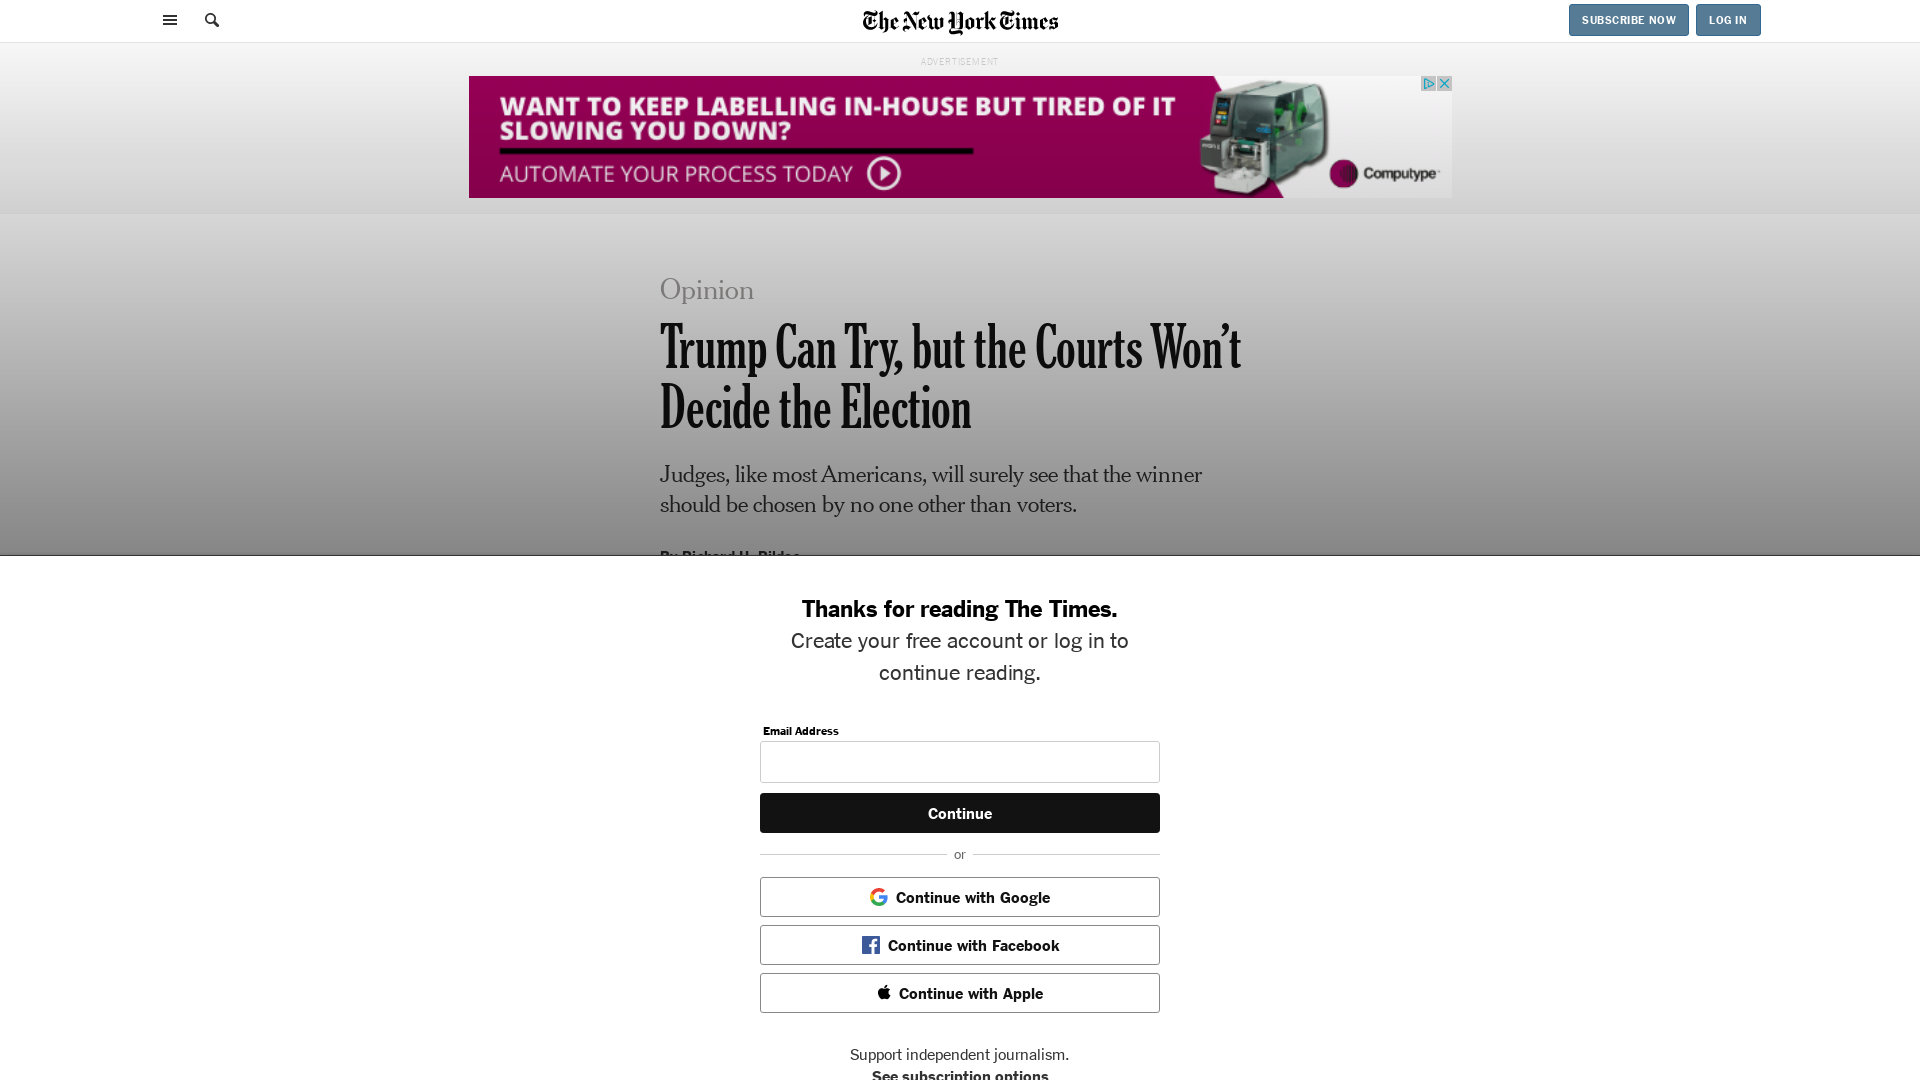 The New York Times
SUBSCRIBE NOW
LOG IN
ADVERTISEMENT
WANT TO KEEP LABELLING IN-HOUSE BUT TIRED OF IT
SLOWING YOU DOWN?
AUTOMATE YOUR PROCESS TODAY
Computype
Opinion
Trump Can Try, but the Courts Won’t
Decide the Election
Judges, like most Americans, will surely see that the winner
should be chosen by no one other than voters.
By Richard H. Pildes
Thanks for reading The Times.
Create your free account or log in to
continue reading.
Email Address
Continue
or
Continue with Google
Continue with Facebook
Continue with Apple
Support independent journalism.
See subscription options